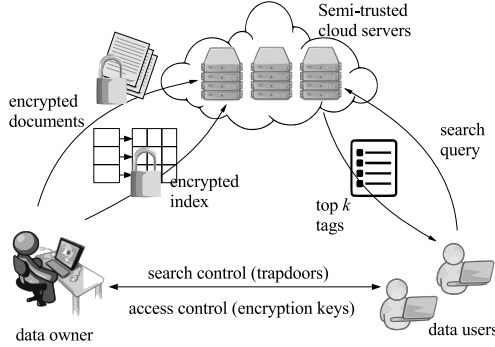 Semi-trusted
cloud servers
encrypted
documents
encrypted
index
search
query
top k
tags
search control (trapdoors)
access control (encryption keys)
data owner
data users